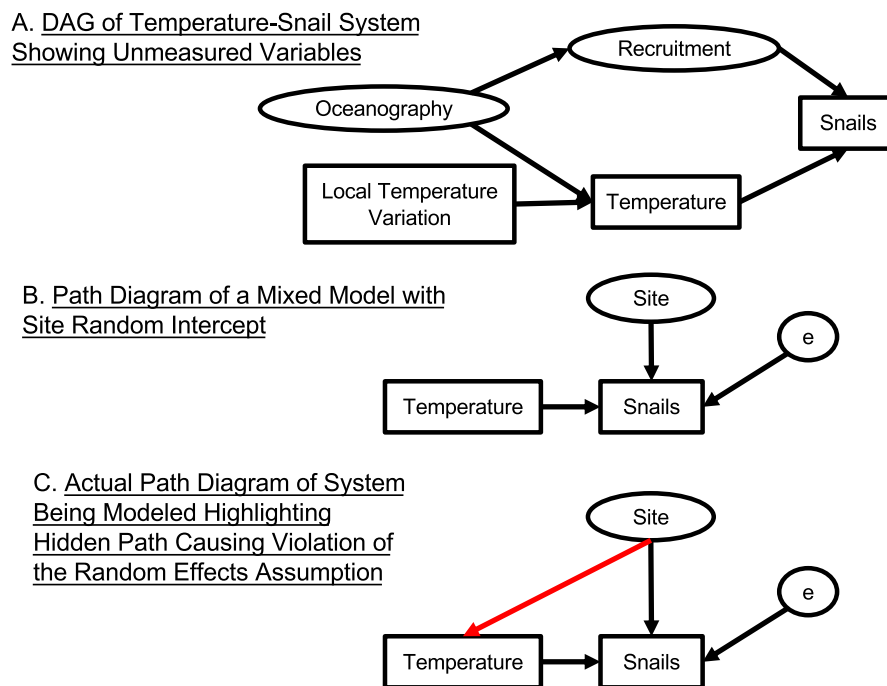 A. DAG of Temperature-Snail System
Showing Unmeasured Variables
Recruitment
Oceanography
Snails
Local Temperature
Variation
Temperature
B. Path Diagram of a Mixed Model with
Site Random Intercept
Site
e
Temperature
Snails
C. Actual Path Diagram of System
Being Modeled Highlighting
Hidden Path Causing Violation of
the Random Effects Assumption
Site
e
Temperature
Snails